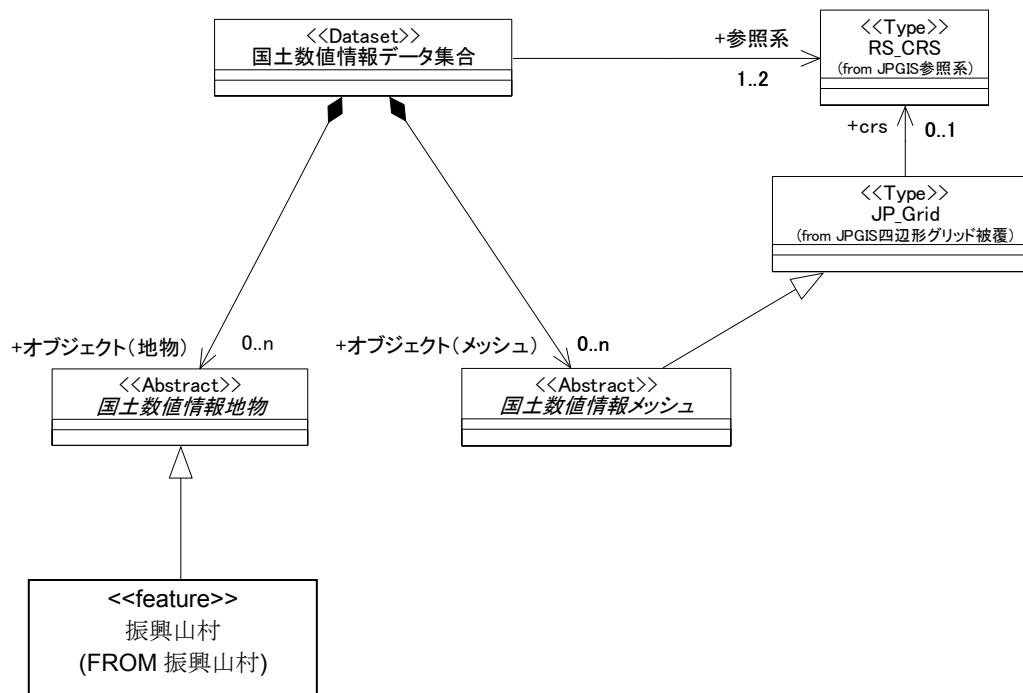 <<Dataset>>
国土数値情報データ集合
+参照系
1..2
<<Type>>
RS_CRS
(from JPGIS参照系)
+crs
0..1
<<Type>>
JP_Grid
(from JPGIS四辺形グリッド被覆)
+オブジェクト(地物)
0..n
+オブジェクト(メッシュ)
0..n
<<Abstract>>
国土数値情報地物
<<Abstract>>
国土数値情報メッシュ
<<feature>>
振興山村
(FROM 振興山村)